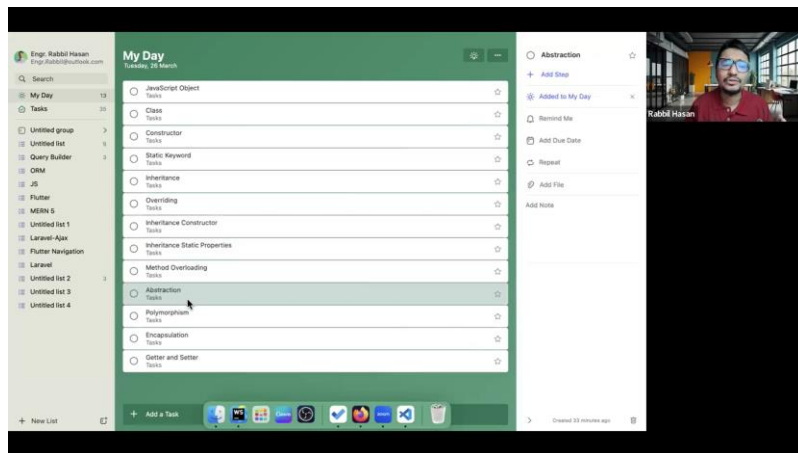 Engr. Rabbil Hasan
Engr.Rabbil@outlook.com
Search
My Day 13
Tasks
Untitled group
Untitled list
Query Builder
ORM
JS
Flutter
MERN 5
Untitled list 1
Laravel-Ajax
Flutter Navigation
Laravel
Untitled list 2
Untitled list 3
Untitled list 4
New List
My Day
Tuesday, 26 March
JavaScript Object
Tasks
Class
Tasks
Constructor
Tasks
Static Keyword
Tasks
Inheritance
Tasks
Overriding
Tasks
Inheritance Constructor
Tasks
Inheritance Static Properties
Tasks
Method Overloading
Tasks
Abstraction
Tasks
Polymorphism
Tasks
Encapsulation
Tasks
Getter and Setter
Tasks
Add a Task
WS
zoom
Abstraction
Add Step
Added to My Day
Remind Me
Add Due Date
Repeat
Add File
Add Note
Created 33 minutes ago
Rabbil Hasan